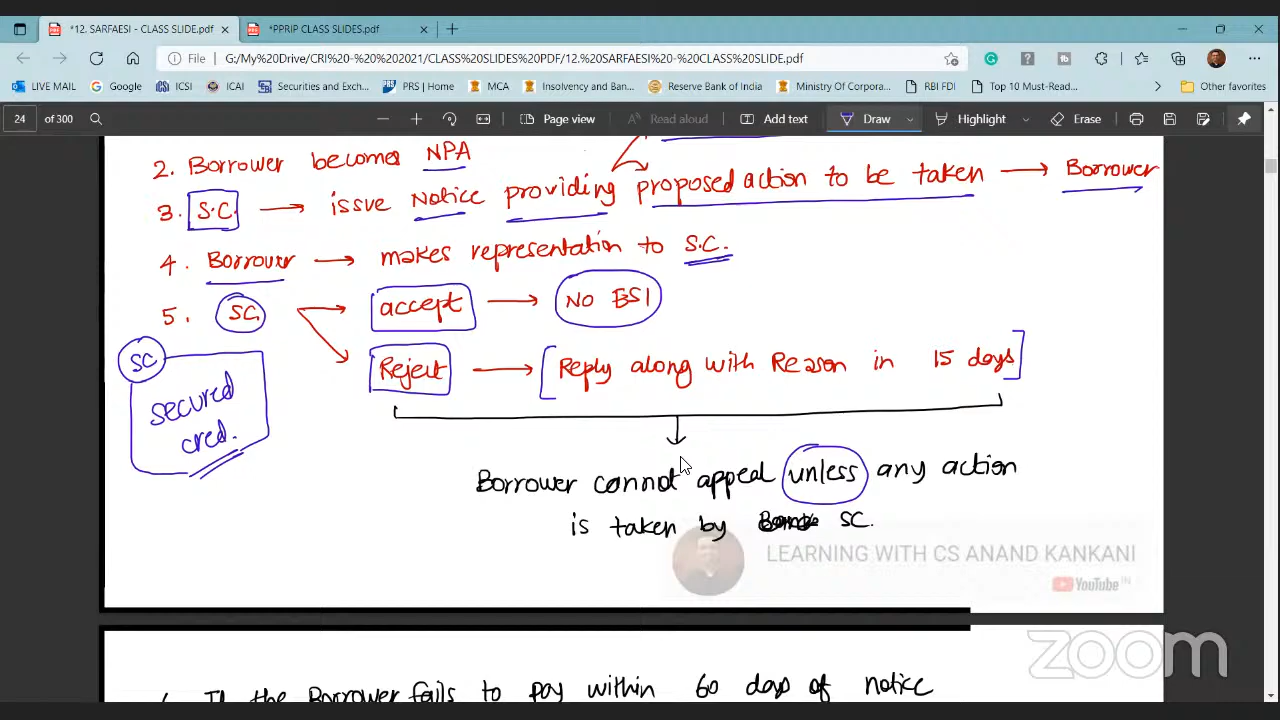 *12. SARFAESI - CLASS SLIDE.pdf
*PPRIP CLASS SLIDES.pdf
File G:/My%20Drive/CRI%20-%20%202021/CLASS%20SLIDES%20PDF/12.%20SARFAESI%20-%20CLASS%20SLIDE.pdf
LIVE MAIL Google ICSI ICAI Securities and Exch... PRS | Home MCA Insolvency and Ban... Reserve Bank of India Ministry Of Corpora... RBI FDI Top 10 Must-Read... Other favorites
24 of 300 Page view Read aloud Add text Draw Highlight Erase
2. Borrower becomes NPA
3. S.C. → issue Notice providing proposed action to be taken → Borrower
4. Borrower → makes representation to S.C.
5. SC → accept → NO ESI
Reject → [Reply along with Reason in 15 days]
SC
secured
cred.
Borrower cannot appeal unless any action
is taken by SC.
LEARNING WITH CS ANAND KANKANI
YouTube IN
zoom
If the Borrower fails to pay within 60 days of notice